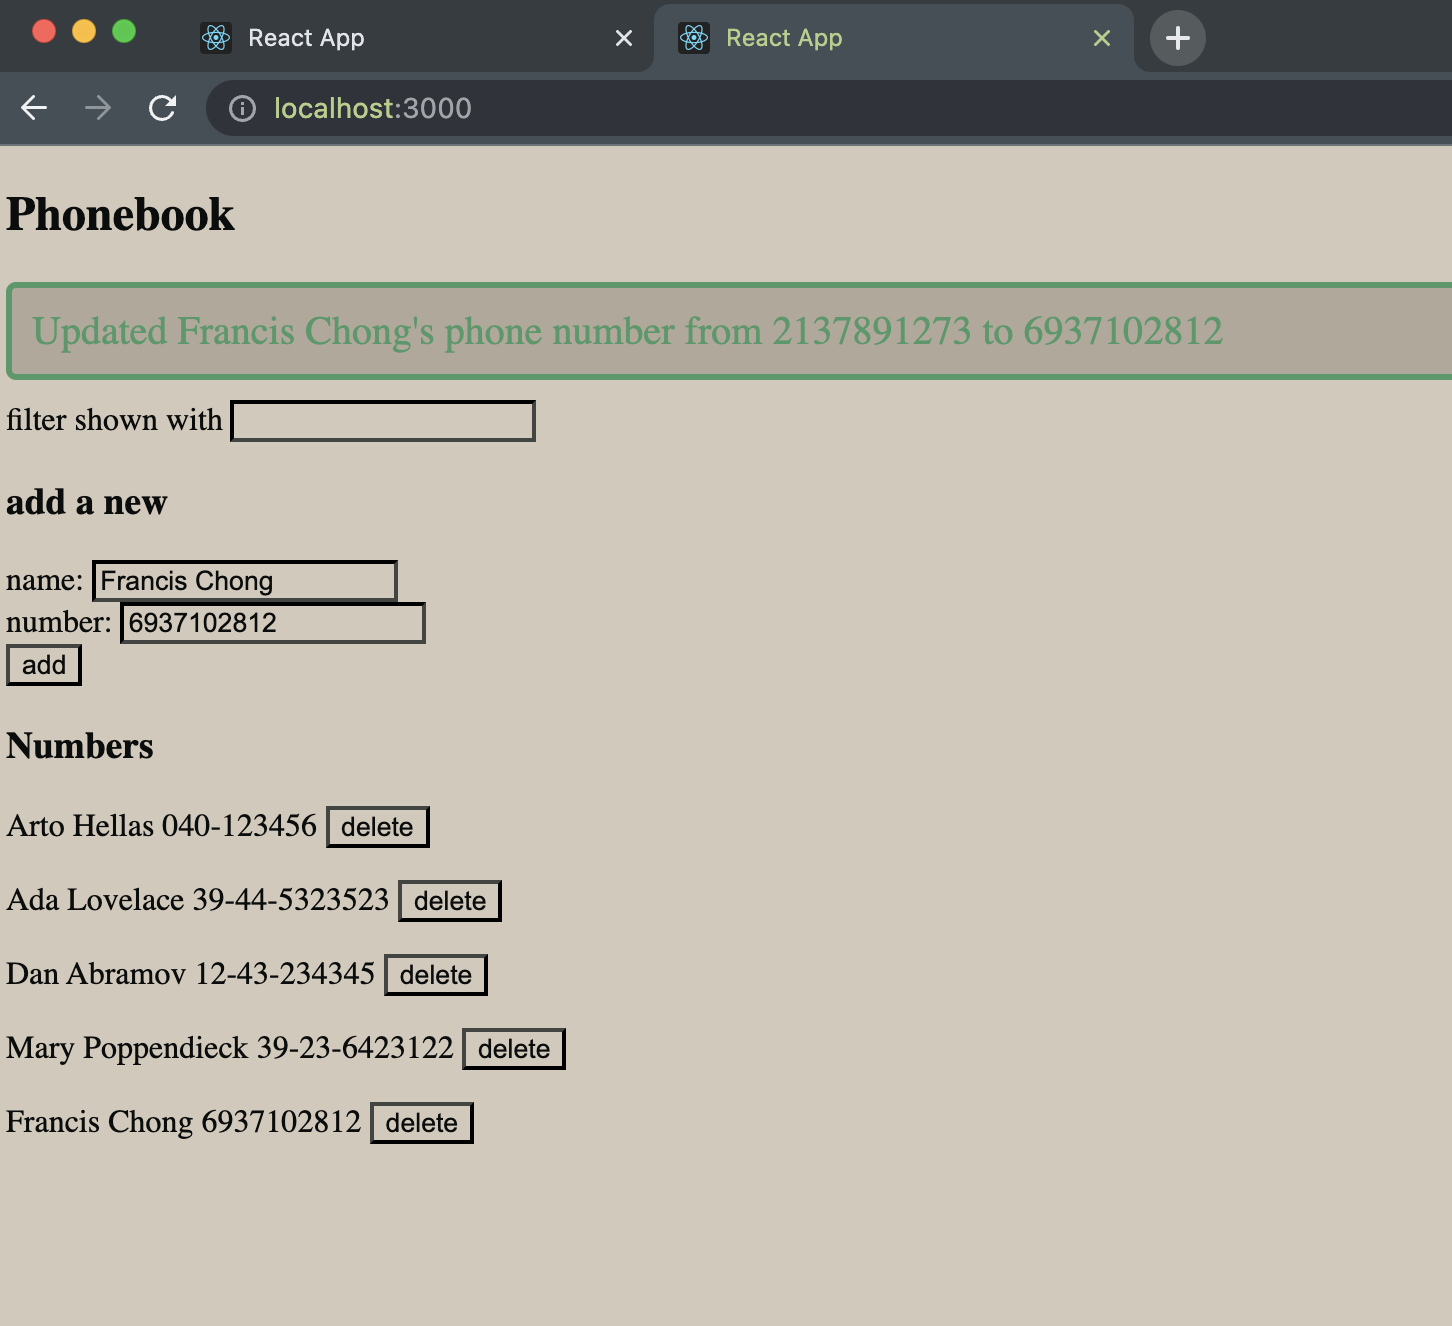 React App
React App
localhost:3000
Phonebook
Updated Francis Chong's phone number from 2137891273 to 6937102812
filter shown with
add a new
name: Francis Chong
number: 6937102812
add
Numbers
Arto Hellas 040-123456 delete
Ada Lovelace 39-44-5323523 delete
Dan Abramov 12-43-234345 delete
Mary Poppendieck 39-23-6423122 delete
Francis Chong 6937102812 delete